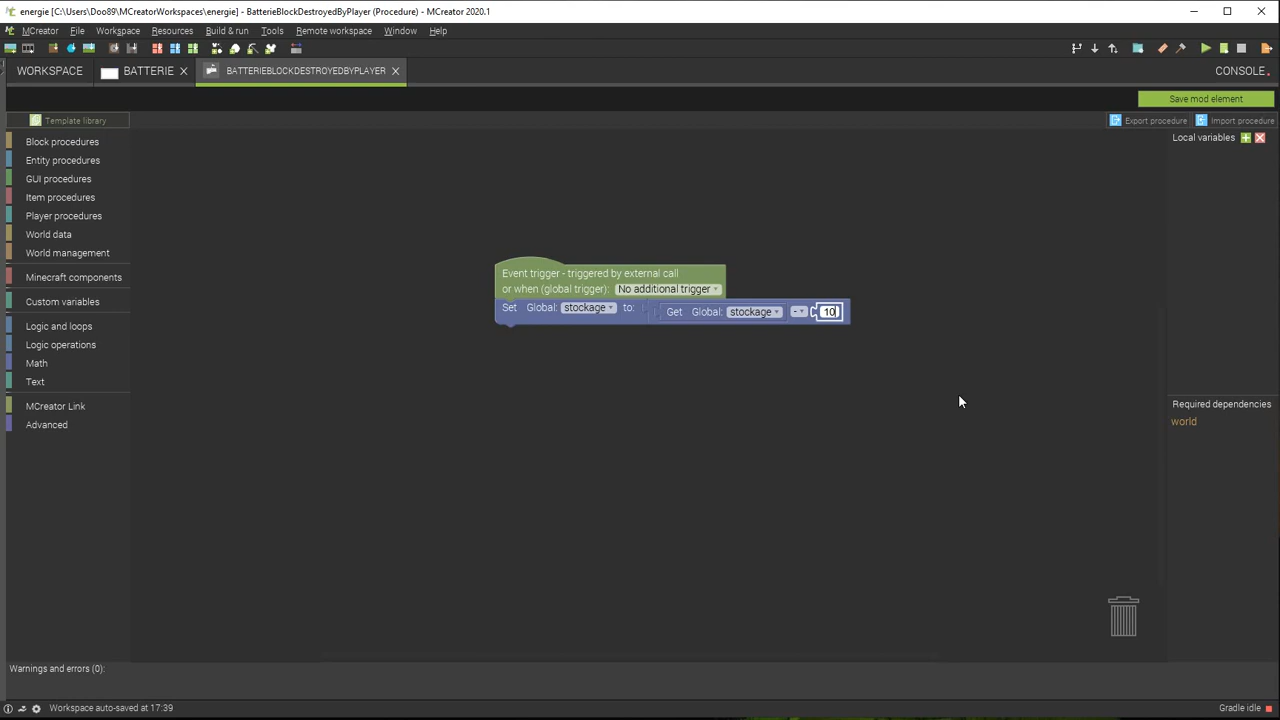 energie [C:\Users\Doo89\MCreatorWorkspaces\energie] - BatterieBlockDestroyedByPlayer (Procedure) - MCreator 2020.1
MCreator File Workspace Resources Build & run Tools Remote workspace Window Help
WORKSPACE BATTERIE BATTERIEBLOCKDESTROYEDBYPLAYER CONSOLE
Save mod element
Template library Export procedure Import procedure
Block procedures
Entity procedures
GUI procedures
Item procedures
Player procedures
World data
World management
Minecraft components
Custom variables
Logic and loops
Logic operations
Math
Text
MCreator Link
Advanced
Event trigger - triggered by external call
or when (global trigger): No additional trigger
Set Global: stockage to: Get Global: stockage - 10
Local variables
Required dependencies
world
Warnings and errors (0):
Workspace auto-saved at 17:39 Gradle idle